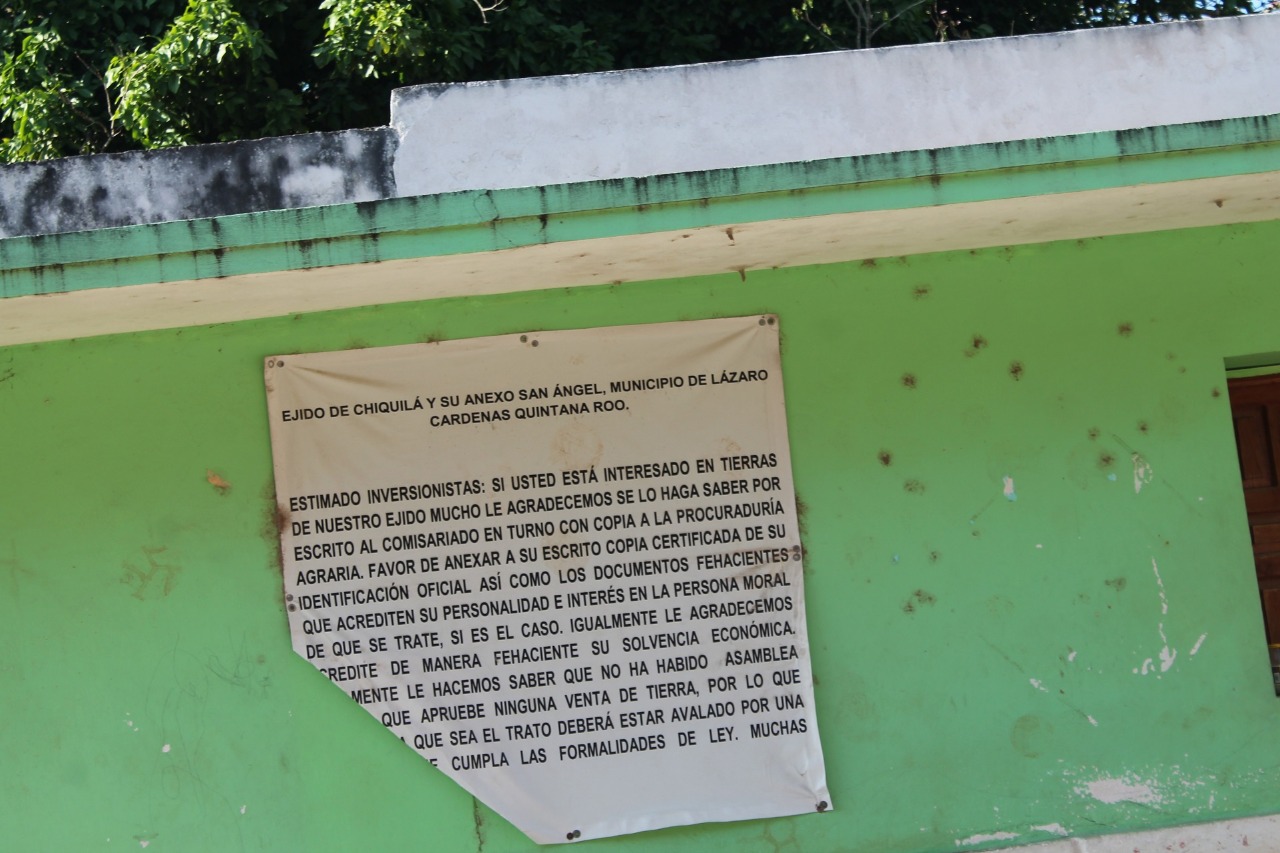 EJIDO DE CHIQUILÁ Y SU ANEXO SAN ÁNGEL, MUNICIPIO DE LÁZARO
CARDENAS QUINTANA ROO.
ESTIMADO INVERSIONISTAS: SI USTED ESTÁ INTERESADO EN TIERRAS
DE NUESTRO EJIDO MUCHO LE AGRADECEMOS SE LO HAGA SABER POR
ESCRITO AL COMISARIADO EN TURNO CON COPIA A LA PROCURADURÍA
AGRARIA. FAVOR DE ANEXAR A SU ESCRITO COPIA CERTIFICADA DE SU
IDENTIFICACIÓN OFICIAL ASÍ COMO LOS DOCUMENTOS FEHACIENTES
QUE ACREDITEN SU PERSONALIDAD E INTERÉS EN LA PERSONA MORAL
DE QUE SE TRATE, SI ES EL CASO. IGUALMENTE LE AGRADECEMOS
CREDITE DE MANERA FEHACIENTE SU SOLVENCIA ECONÓMICA.
MENTE LE HACEMOS SABER QUE NO HA HABIDO ASAMBLEA
QUE APRUEBE NINGUNA VENTA DE TIERRA, POR LO QUE
QUE SEA EL TRATO DEBERÁ ESTAR AVALADO POR UNA
CUMPLA LAS FORMALIDADES DE LEY. MUCHAS